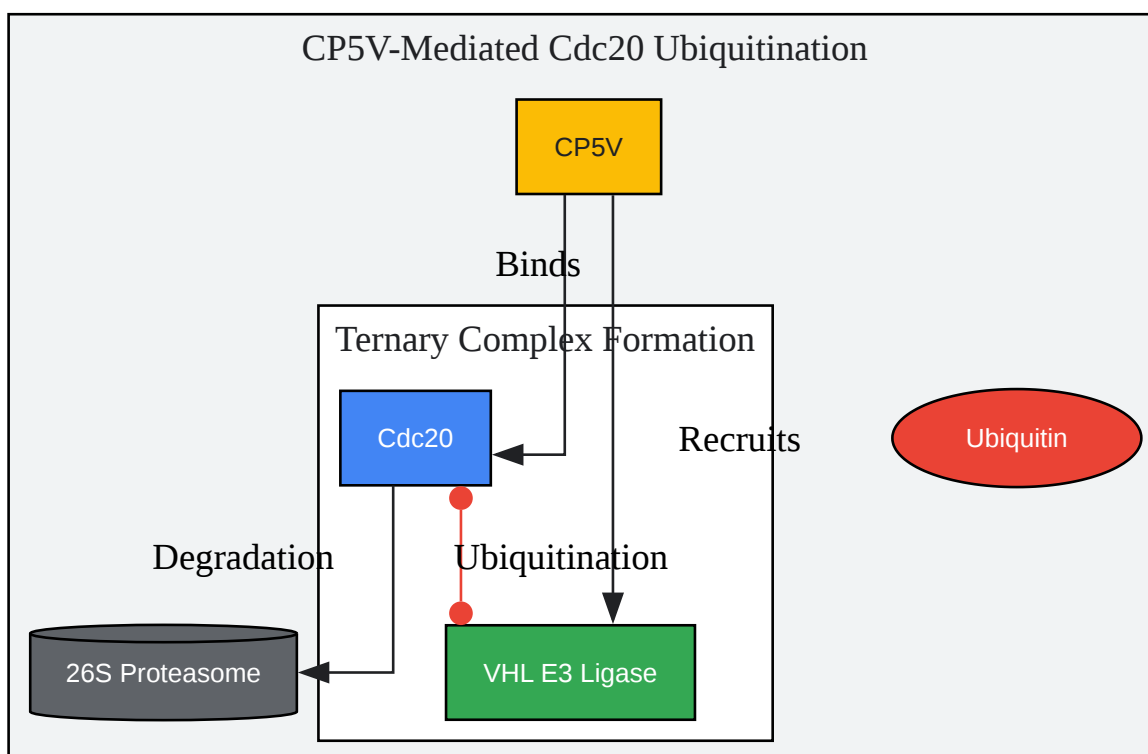 CP5V-Mediated Cdc20 Ubiquitination
CP5V
Binds
Ternary Complex Formation
Cdc20
Recruits
Ubiquitin
Degradation
Ubiquitination
26S Proteasome
VHL E3 Ligase